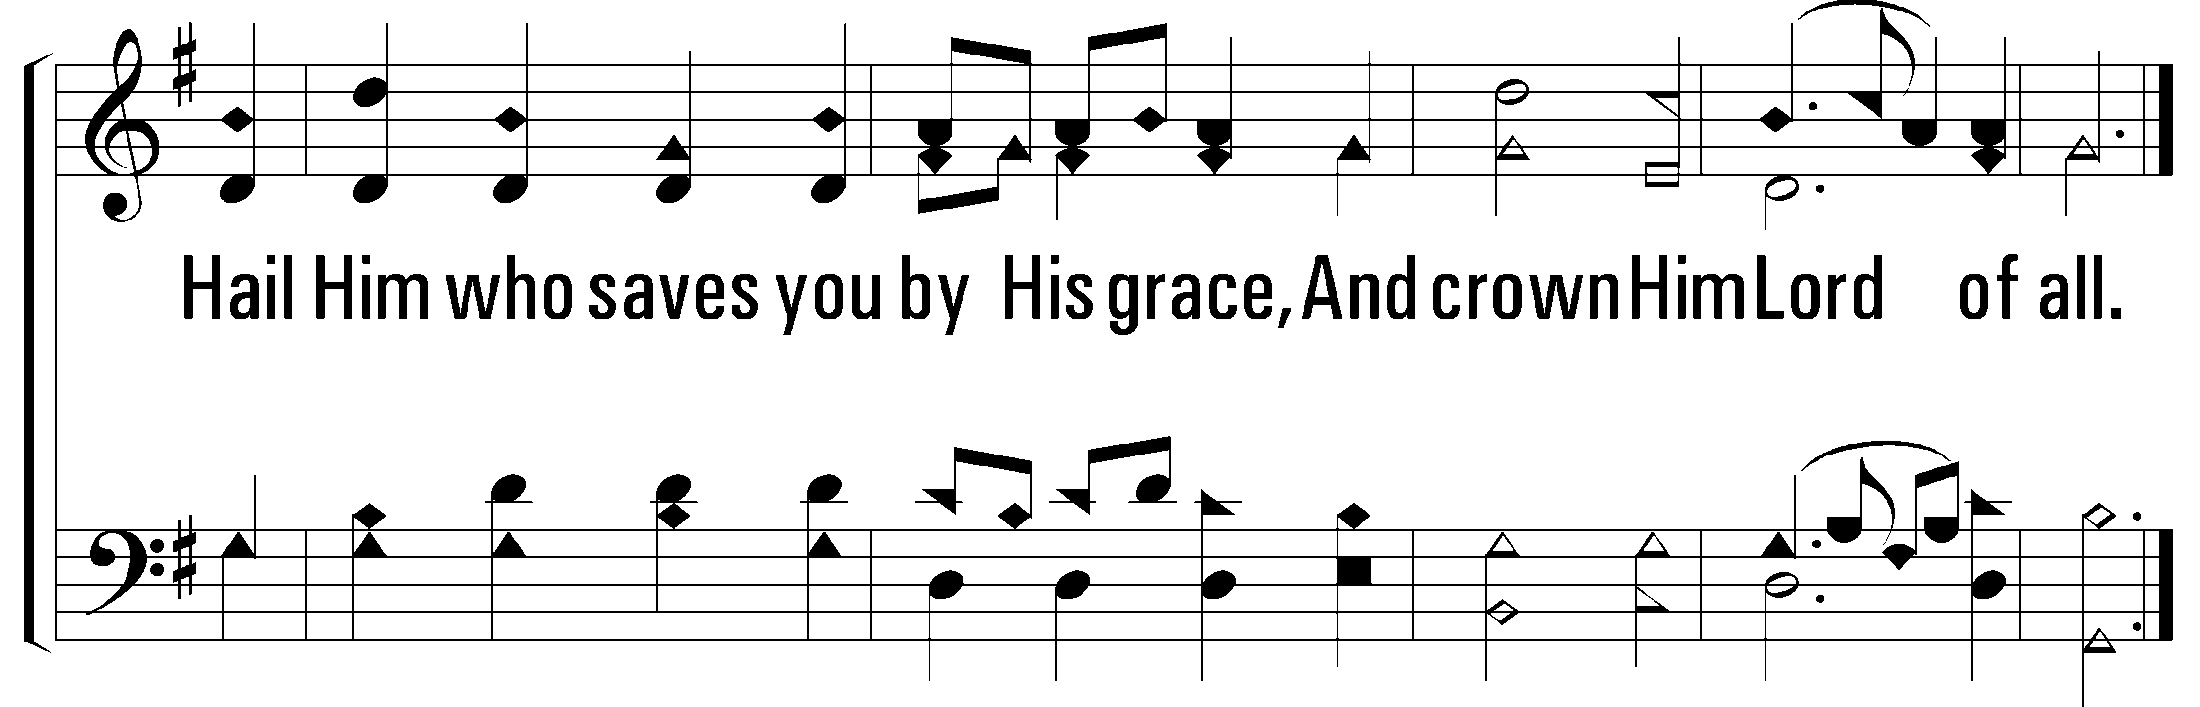 Hail Him who saves you by His grace, And crown Him Lord of all.